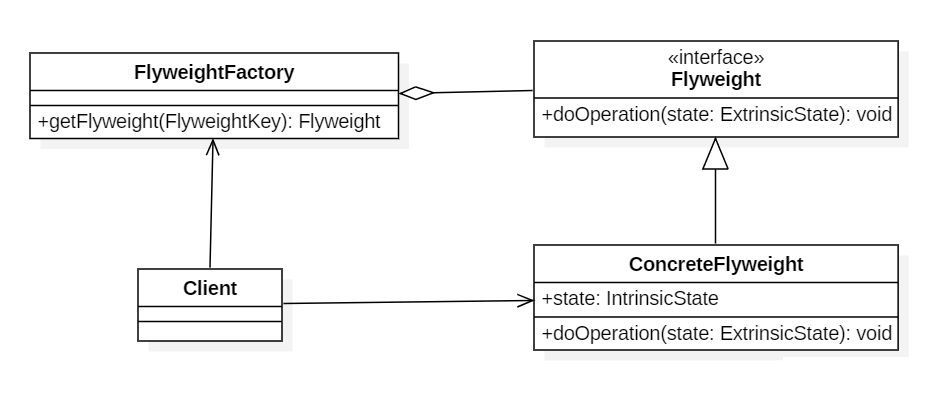 FlyweightFactory
+getFlyweight(FlyweightKey): Flyweight
«interface»
Flyweight
+doOperation(state: ExtrinsicState): void
Client
ConcreteFlyweight
+state: IntrinsicState
+doOperation(state: ExtrinsicState): void